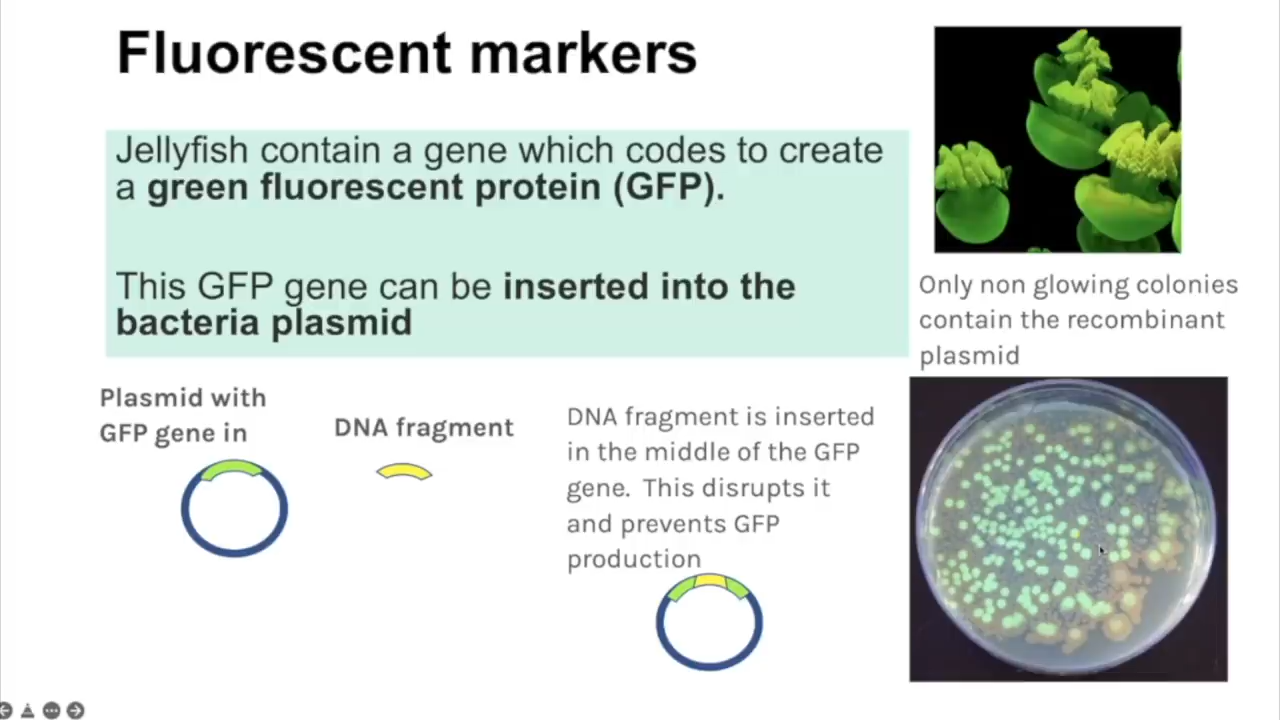 Fluorescent markers
Jellyfish contain a gene which codes to create
a green fluorescent protein (GFP).
This GFP gene can be inserted into the
bacteria plasmid
Only non glowing colonies
contain the recombinant
plasmid
Plasmid with
GFP gene in
DNA fragment
DNA fragment is inserted
in the middle of the GFP
gene. This disrupts it
and prevents GFP
production